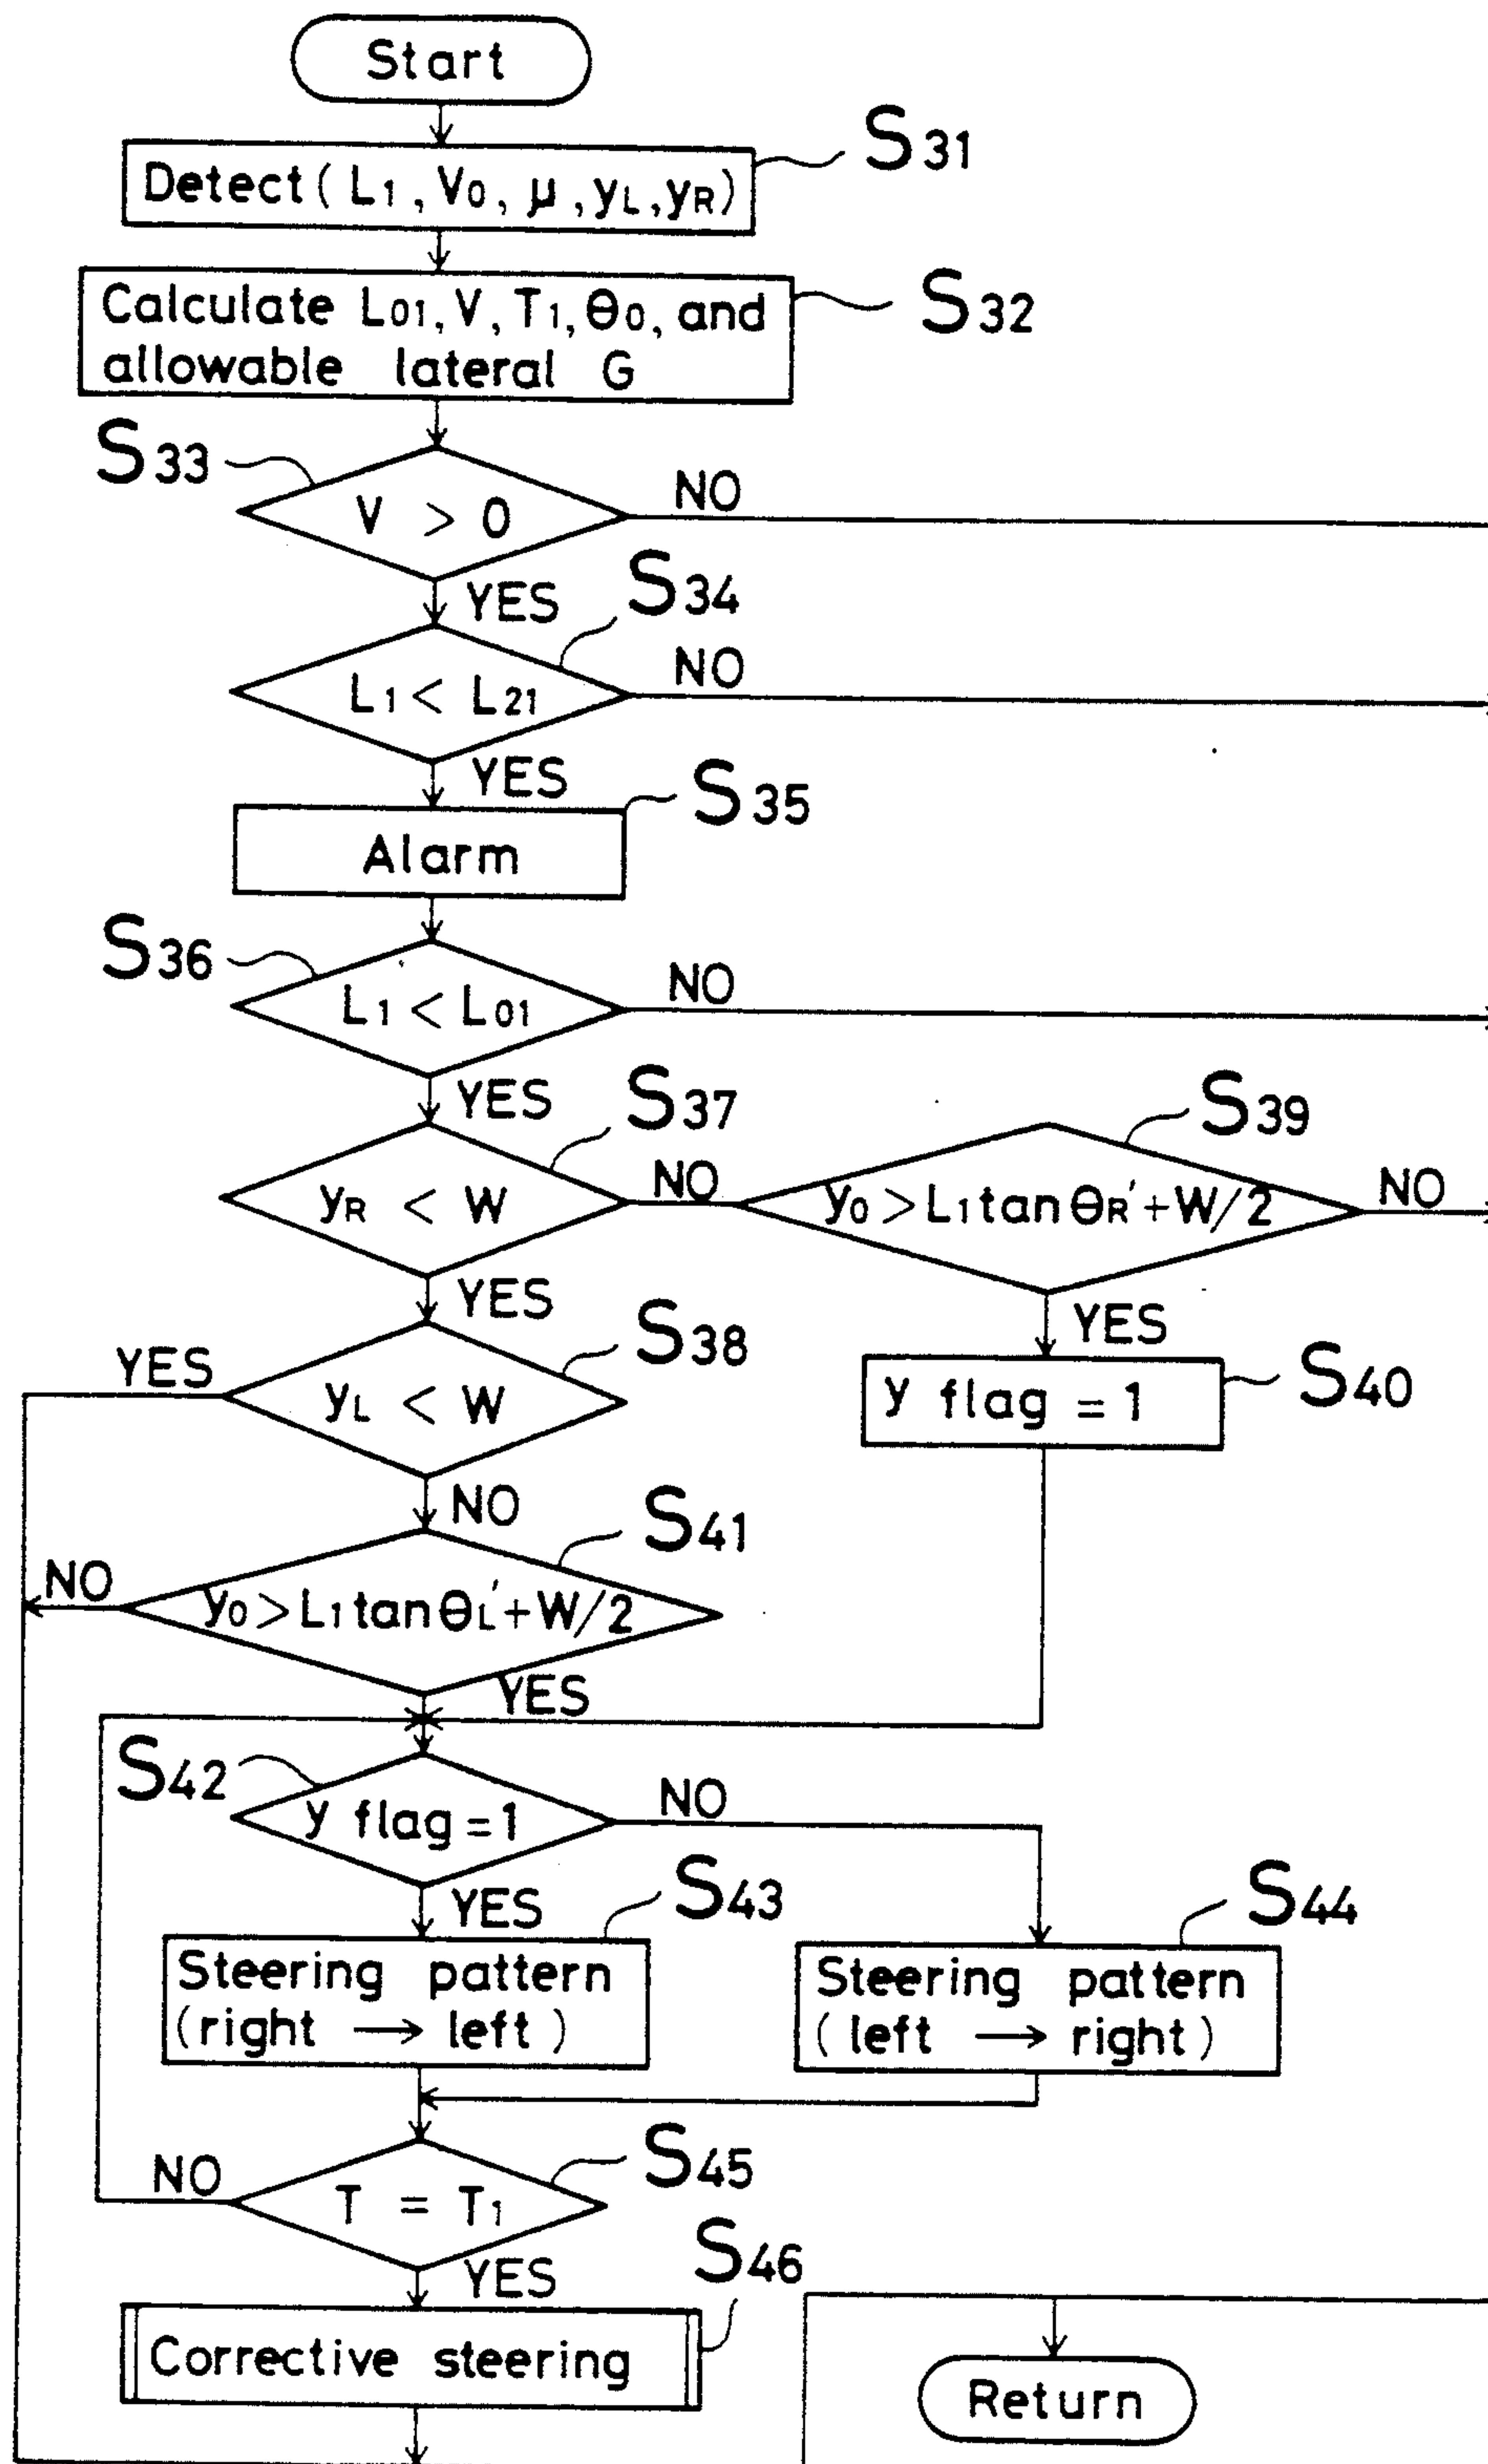 Start
S31
Detect ( L1 , V0 , μ , yL , yR )
S32
Calculate L01, V, T1, θ0, and
allowable lateral G
S33
V > 0
NO
YES
S34
L1 < L21
NO
YES
S35
Alarm
S36
L1 < L01
NO
YES
S37
yR < W
NO
S39
y0 > L1 tan θR' + W/2
NO
YES
YES
S38
yL < W
YES
S40
y flag = 1
NO
S41
y0 > L1 tan θL' + W/2
NO
YES
S42
y flag = 1
NO
YES
S43
Steering pattern
( right → left )
S44
Steering pattern
( left → right )
S45
T = T1
NO
YES
S46
Corrective steering
Return